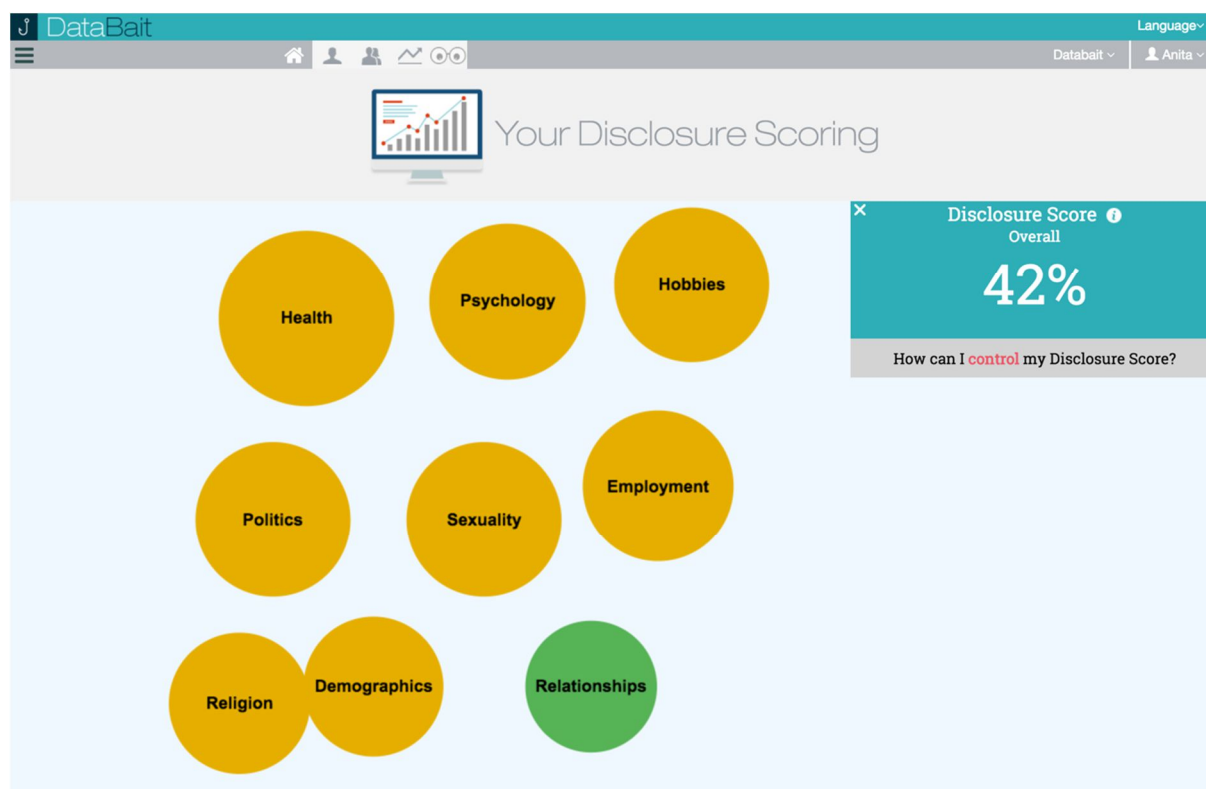 DataBait
Language
Databait
Anita
Your Disclosure Scoring
Disclosure Score
Overall
42%
How can I control my Disclosure Score?
Health
Psychology
Hobbies
Politics
Sexuality
Employment
Religion
Demographics
Relationships